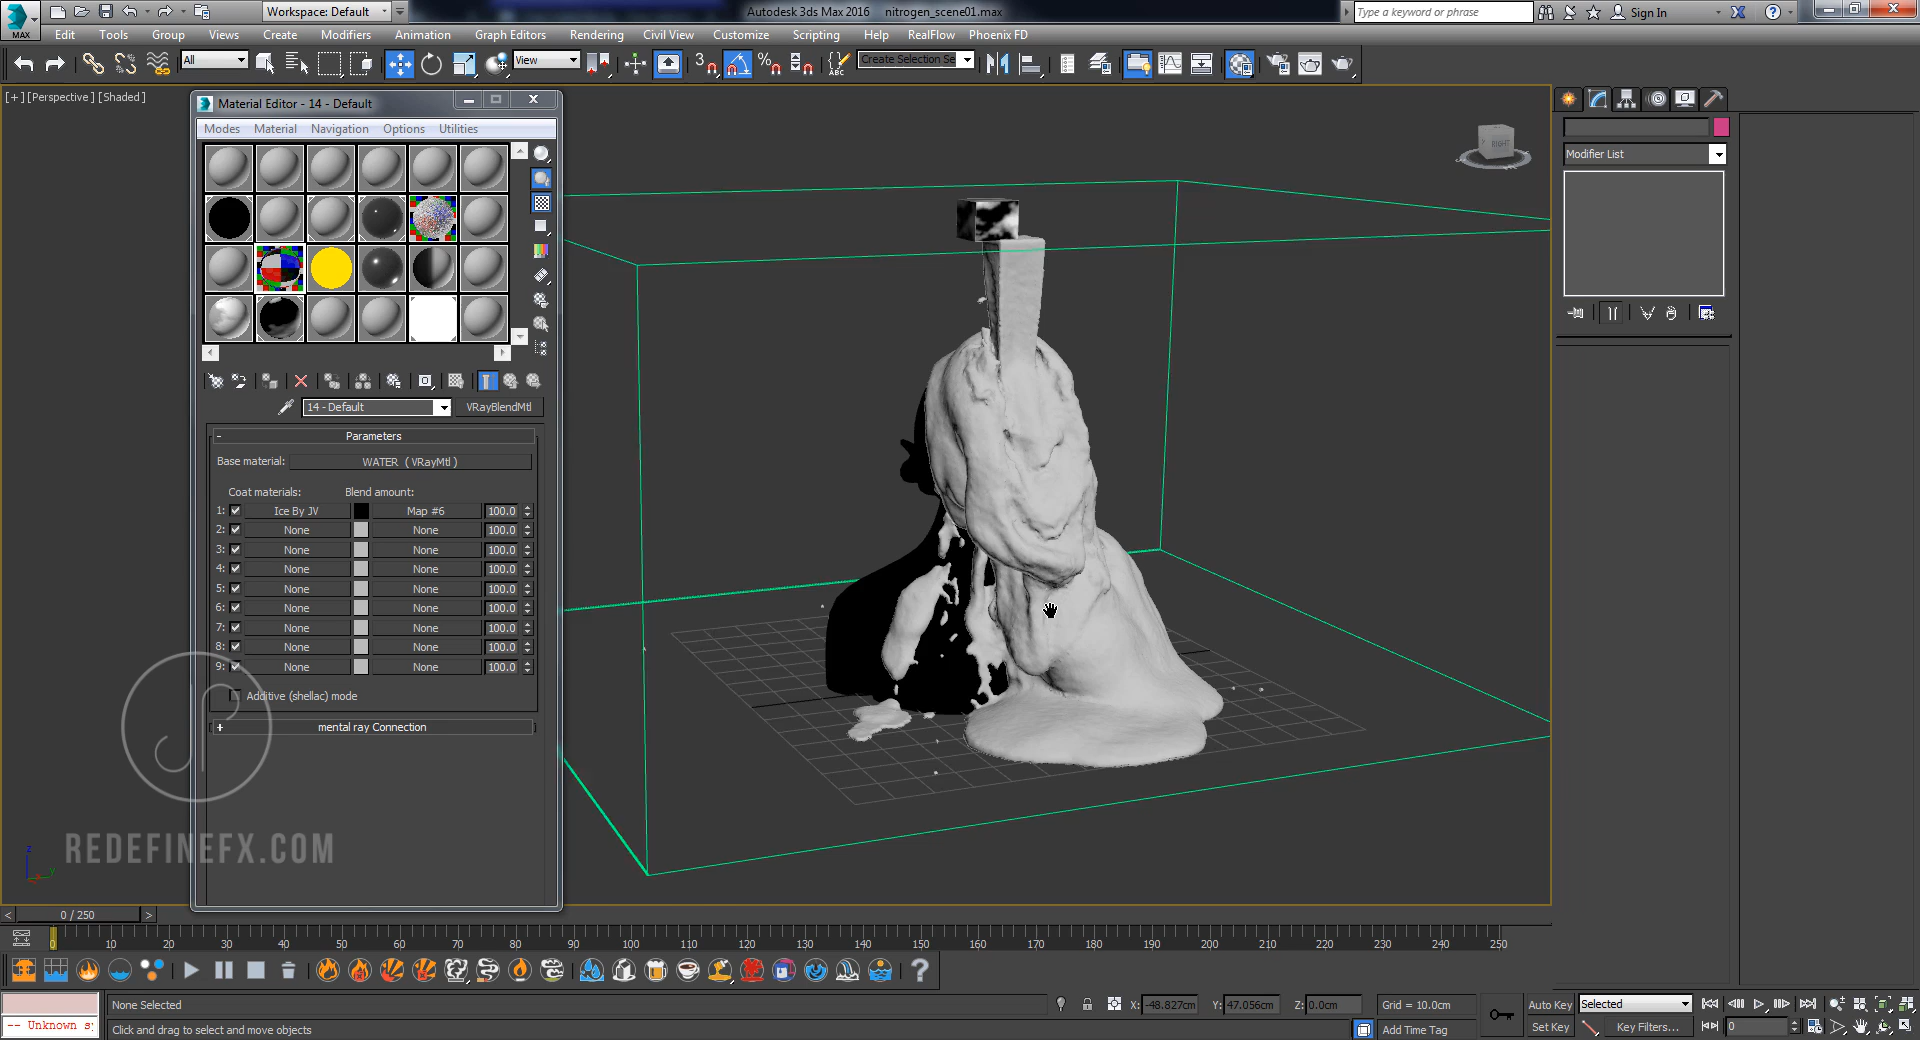 Workspace: Default
Autodesk 3ds Max 2016 nitrogen_scene01.max
Type a keyword or phrase
Sign In
MAX
Edit Tools Group Views Create Modifiers Animation Graph Editors Rendering Civil View Customize Scripting Help RealFlow Phoenix FD
All
View
3
%
ABC
Create Selection Se
[+] [Perspective] [Shaded]
Material Editor - 14 - Default
Modes Material Navigation Options Utilities
RIGHT
Modifier List
14 - Default
VRayBlendMtl
- Parameters
Base material: WATER (VRayMtl)
Coat materials: Blend amount:
1: Ice By JV Map #6 100.0
2: None None 100.0
3: None None 100.0
4: None None 100.0
5: None None 100.0
6: None None 100.0
7: None None 100.0
8: None None 100.0
9: None None 100.0
Additive (shellac) mode
+ mental ray Connection
REDEFINEFX.COM
z
y
< 0 / 250 >
0 10 20 30 40 50 60 70 80 90 100 110 120 130 140 150 160 170 180 190 200 210 220 230 240 250
?
None Selected
X: -48.827cm Y: 47.056cm Z: 0.0cm
Grid = 10.0cm
Auto Key
Selected
-- Unknown sy
Click and drag to select and move objects
Add Time Tag
Set Key
Key Filters...
0